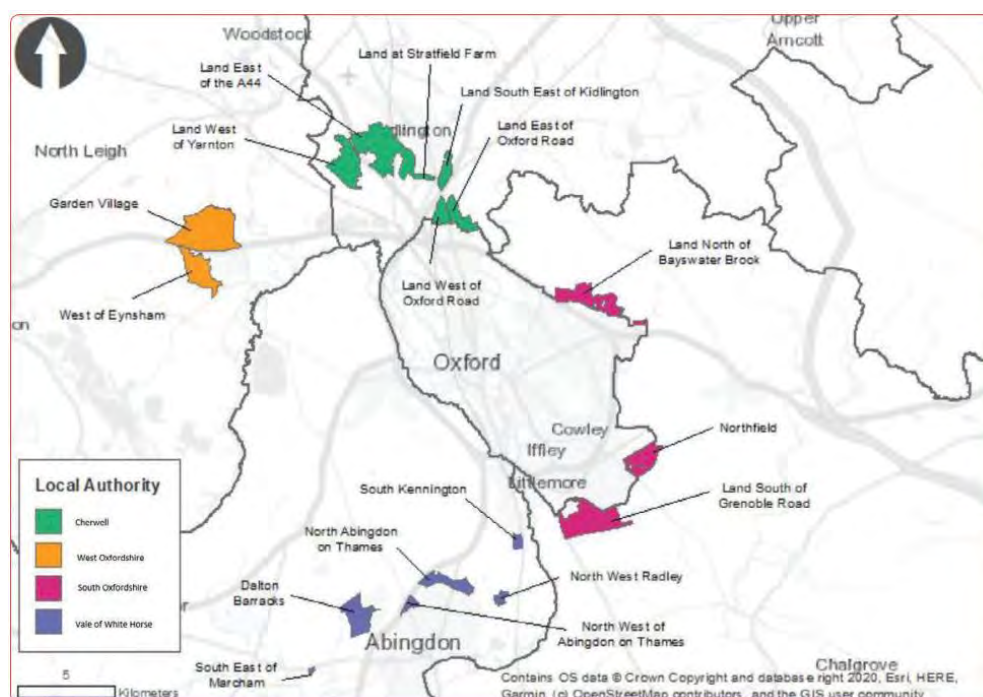 Woodstock
Upper
Arncott
Land at Stratfield Farm
Land East
of the A44
Land South East of Kidlington
Land West
of Yarnton
dlington
Land East of
Oxford Road
North Leigh
Garden Village
Land North of
Bayswater Brook
Land West of
Oxford Road
West of Eynsham
on
Oxford
Cowley
Iffley
Littlemore
Northfield
Land South of
Grenoble Road
South Kennington
North Abingdon
on Thames
Dalton
Barracks
North West Radley
North West of
Abingdon on Thames
Abingdon
South East of
Marcham
Chalgrove
Local Authority
Cherwell
West Oxfordshire
South Oxfordshire
Vale of White Horse
5
Kilometers
Contains OS data © Crown Copyright and database right 2020, Esri, HERE,
Garmin, (c) OpenStreetMap contributors, and the GIS user community